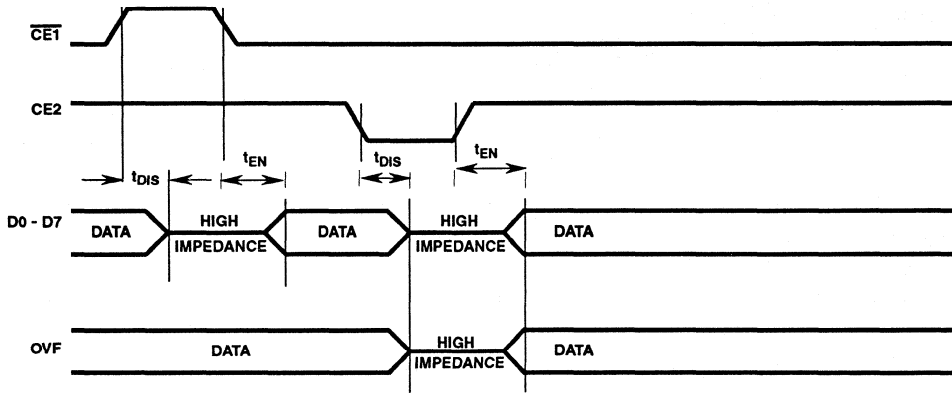 C̅E̅1̅
CE2
tDIS
tEN
tDIS
tEN
D0 - D7
DATA
HIGH
IMPEDANCE
DATA
HIGH
IMPEDANCE
DATA
OVF
DATA
HIGH
IMPEDANCE
DATA